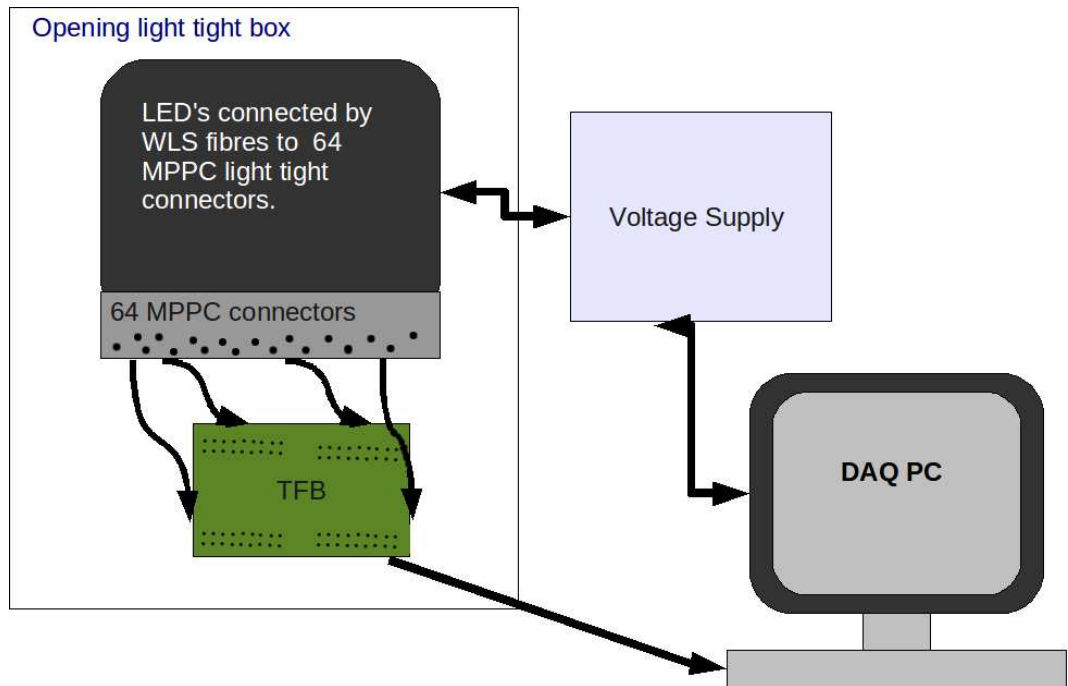 Opening light tight box
LED's connected by
WLS fibres to 64
MPPC light tight
connectors.
Voltage Supply
64 MPPC connectors
DAQ PC
TFB